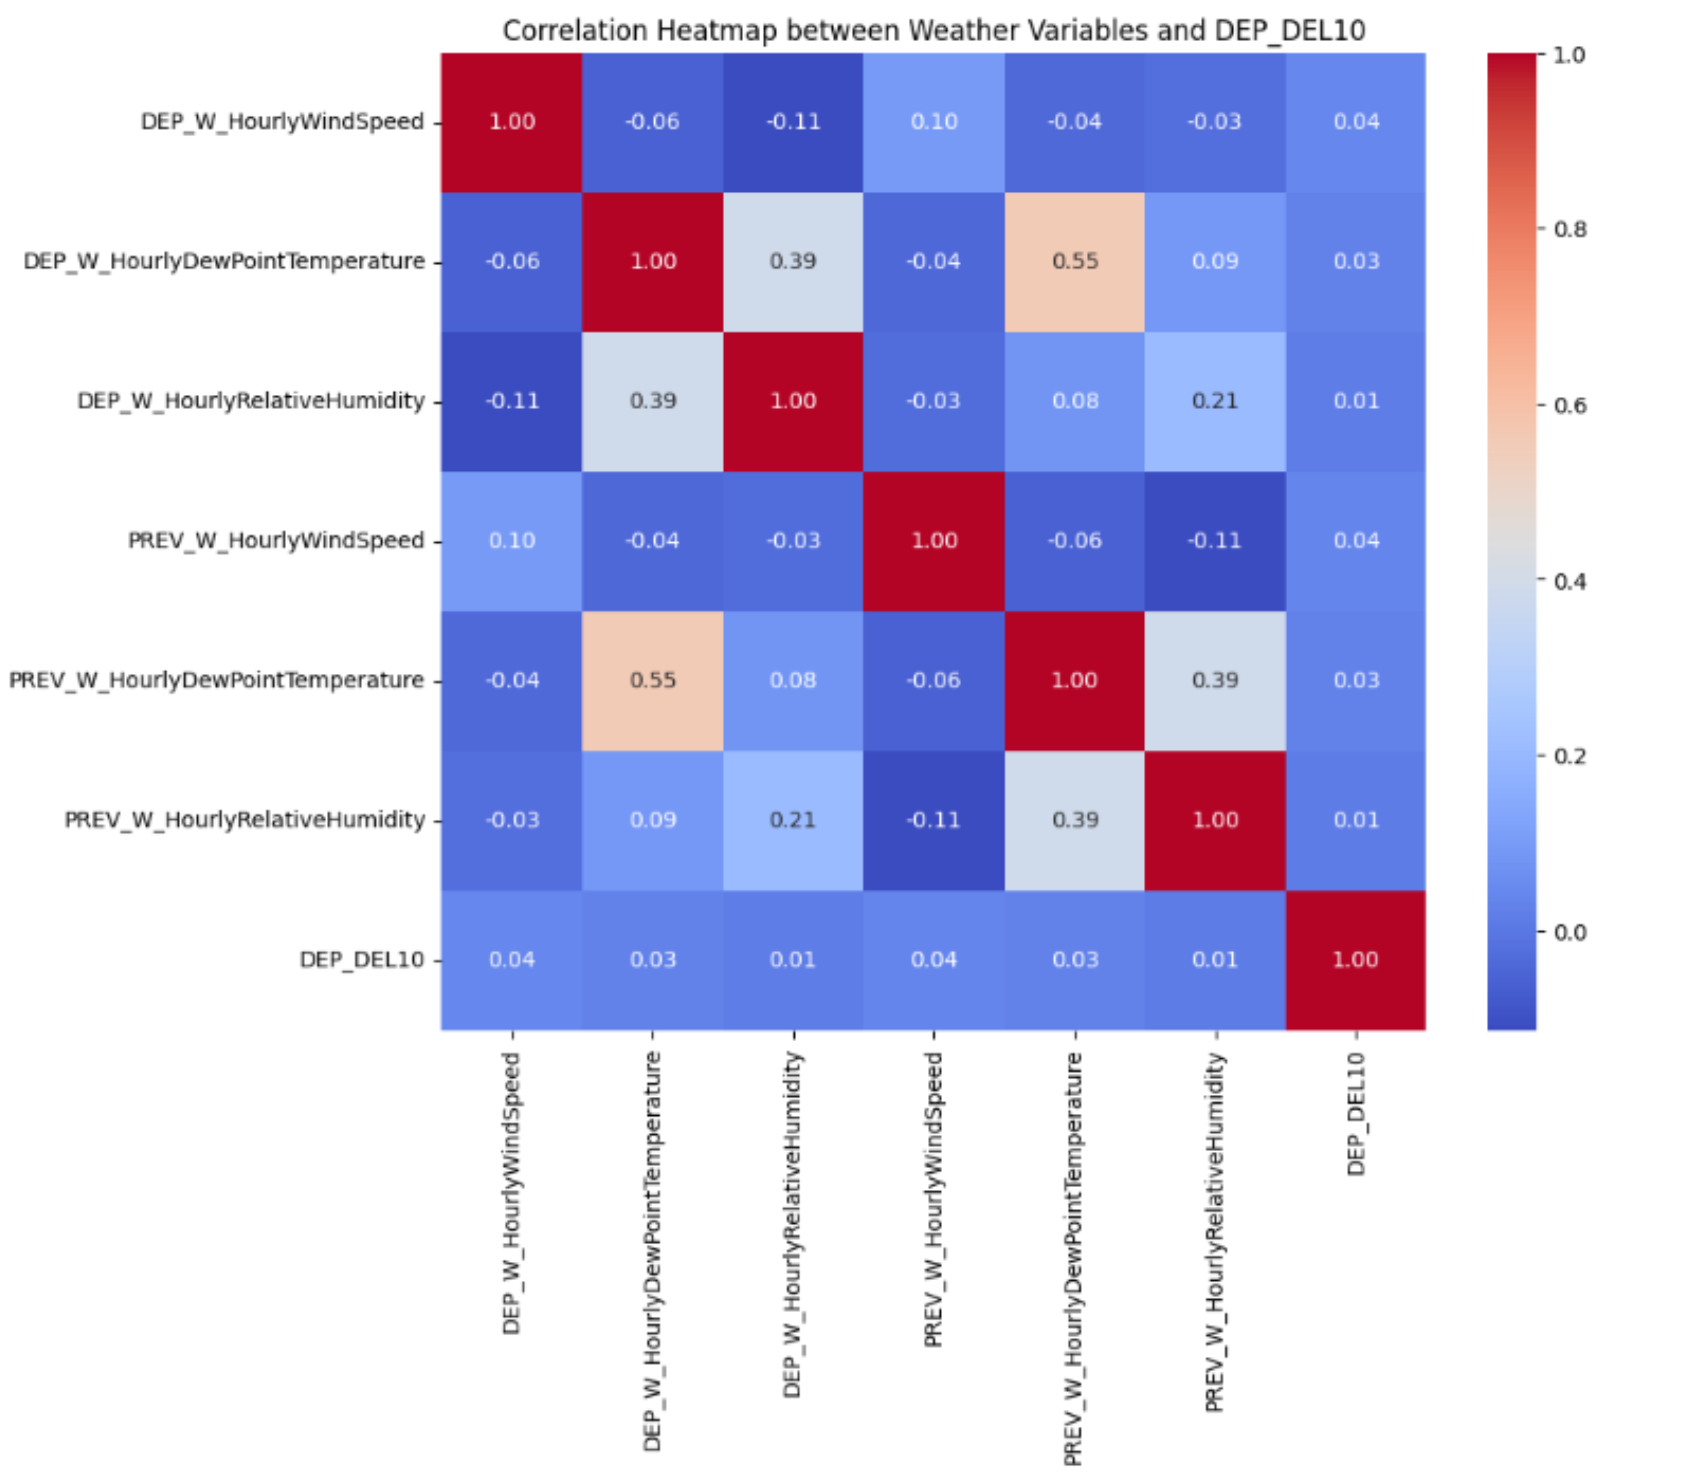 Correlation Heatmap between Weather Variables and DEP_DEL10
DEP_W_HourlyWindSpeed 1.00 -0.06 -0.11 0.10 -0.04 -0.03 0.04
DEP_W_HourlyDewPointTemperature -0.06 1.00 0.39 -0.04 0.55 0.09 0.03
DEP_W_HourlyRelativeHumidity -0.11 0.39 1.00 -0.03 0.08 0.21 0.01
PREV_W_HourlyWindSpeed 0.10 -0.04 -0.03 1.00 -0.06 -0.11 0.04
PREV_W_HourlyDewPointTemperature -0.04 0.55 0.08 -0.06 1.00 0.39 0.03
PREV_W_HourlyRelativeHumidity -0.03 0.09 0.21 -0.11 0.39 1.00 0.01
DEP_DEL10 0.04 0.03 0.01 0.04 0.03 0.01 1.00
DEP_W_HourlyWindSpeed
DEP_W_HourlyDewPointTemperature
DEP_W_HourlyRelativeHumidity
PREV_W_HourlyWindSpeed
PREV_W_HourlyDewPointTemperature
PREV_W_HourlyRelativeHumidity
DEP_DEL10
1.0
0.8
0.6
0.4
0.2
0.0